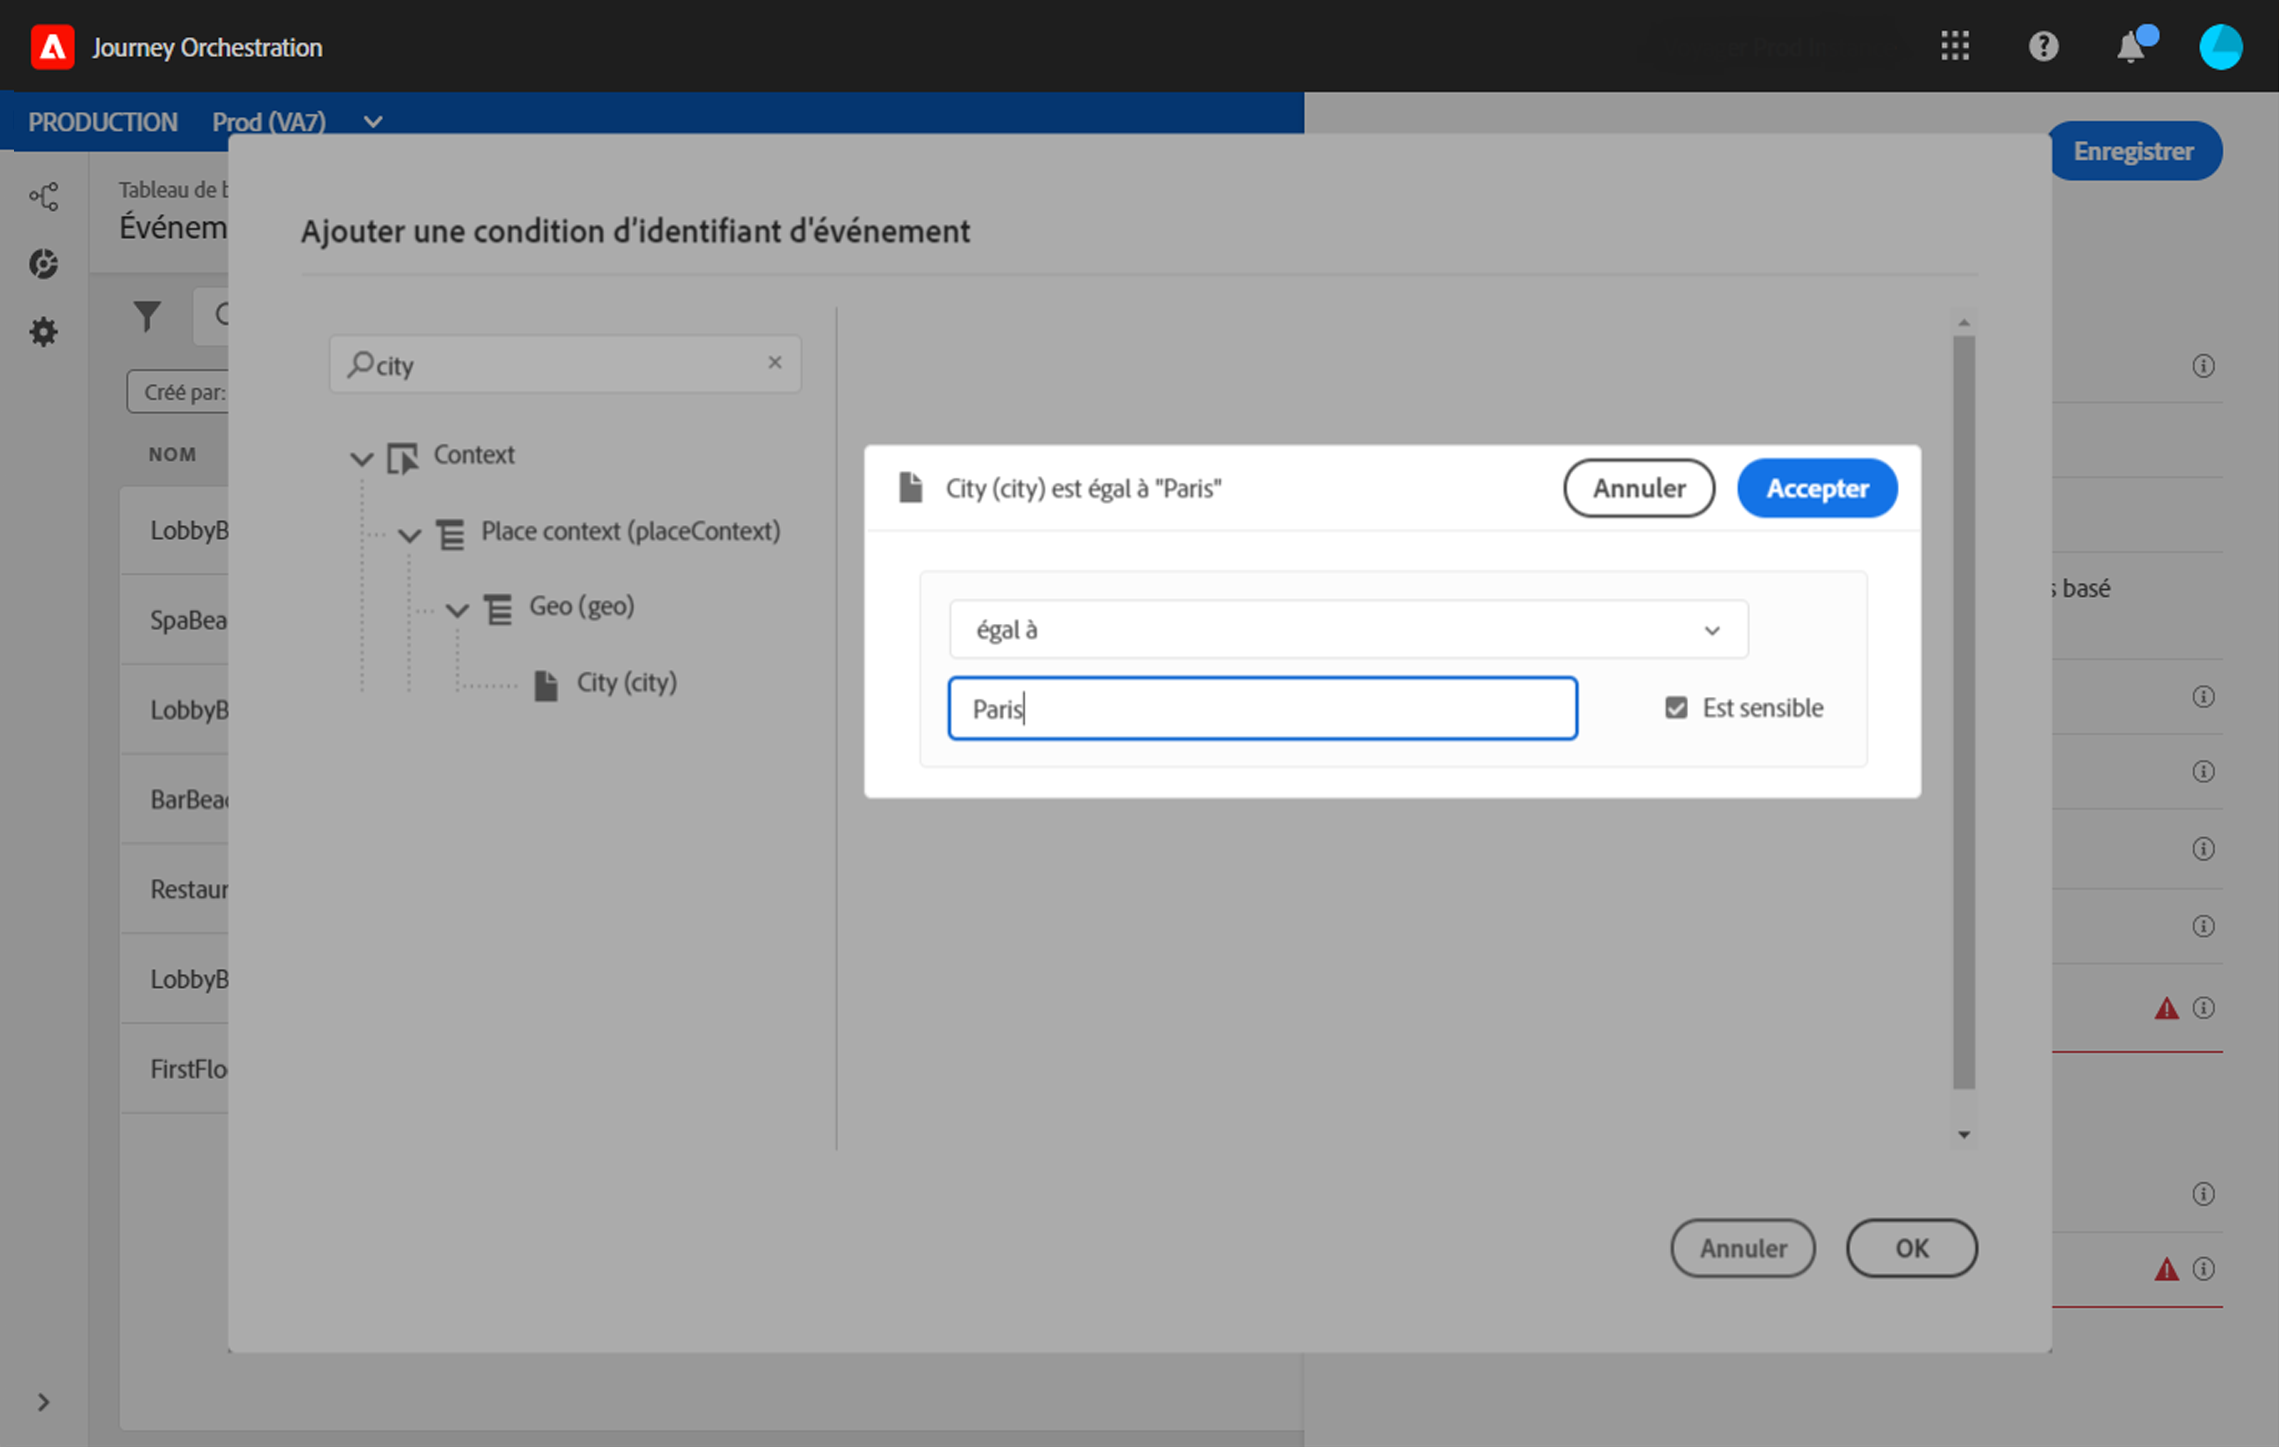 Journey Orchestration
PRODUCTION Prod (VA7)
Enregistrer
Tableau de b
Événem
Ajouter une condition d'identifiant d'événement
city
Créé par:
NOM
Context
Place context (placeContext)
Geo (geo)
City (city)
City (city) est égal à "Paris"
Annuler
Accepter
égal à
Paris
Est sensible
LobbyB
SpaBea
LobbyB
BarBeac
Restaur
LobbyB
FirstFlo
s basé
Annuler
OK